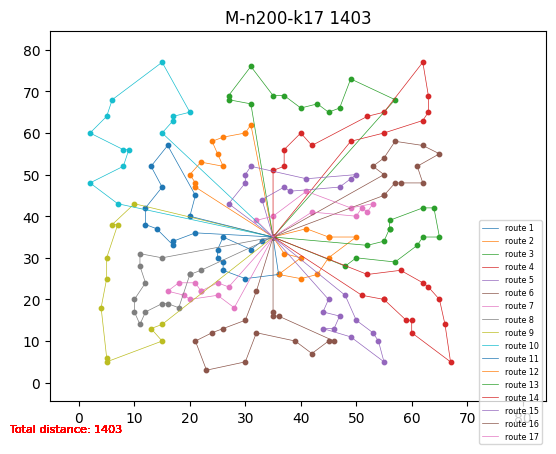 M-n200-k17 1403
80
70
60
50
40
30
20
10
0
route 1
route 2
route 3
route 4
route 5
route 6
route 7
route 8
route 9
route 10
route 11
route 12
route 13
route 14
route 15
route 16
route 17
0 10 20 30 40 50 60 70 80
Total distance: 1403